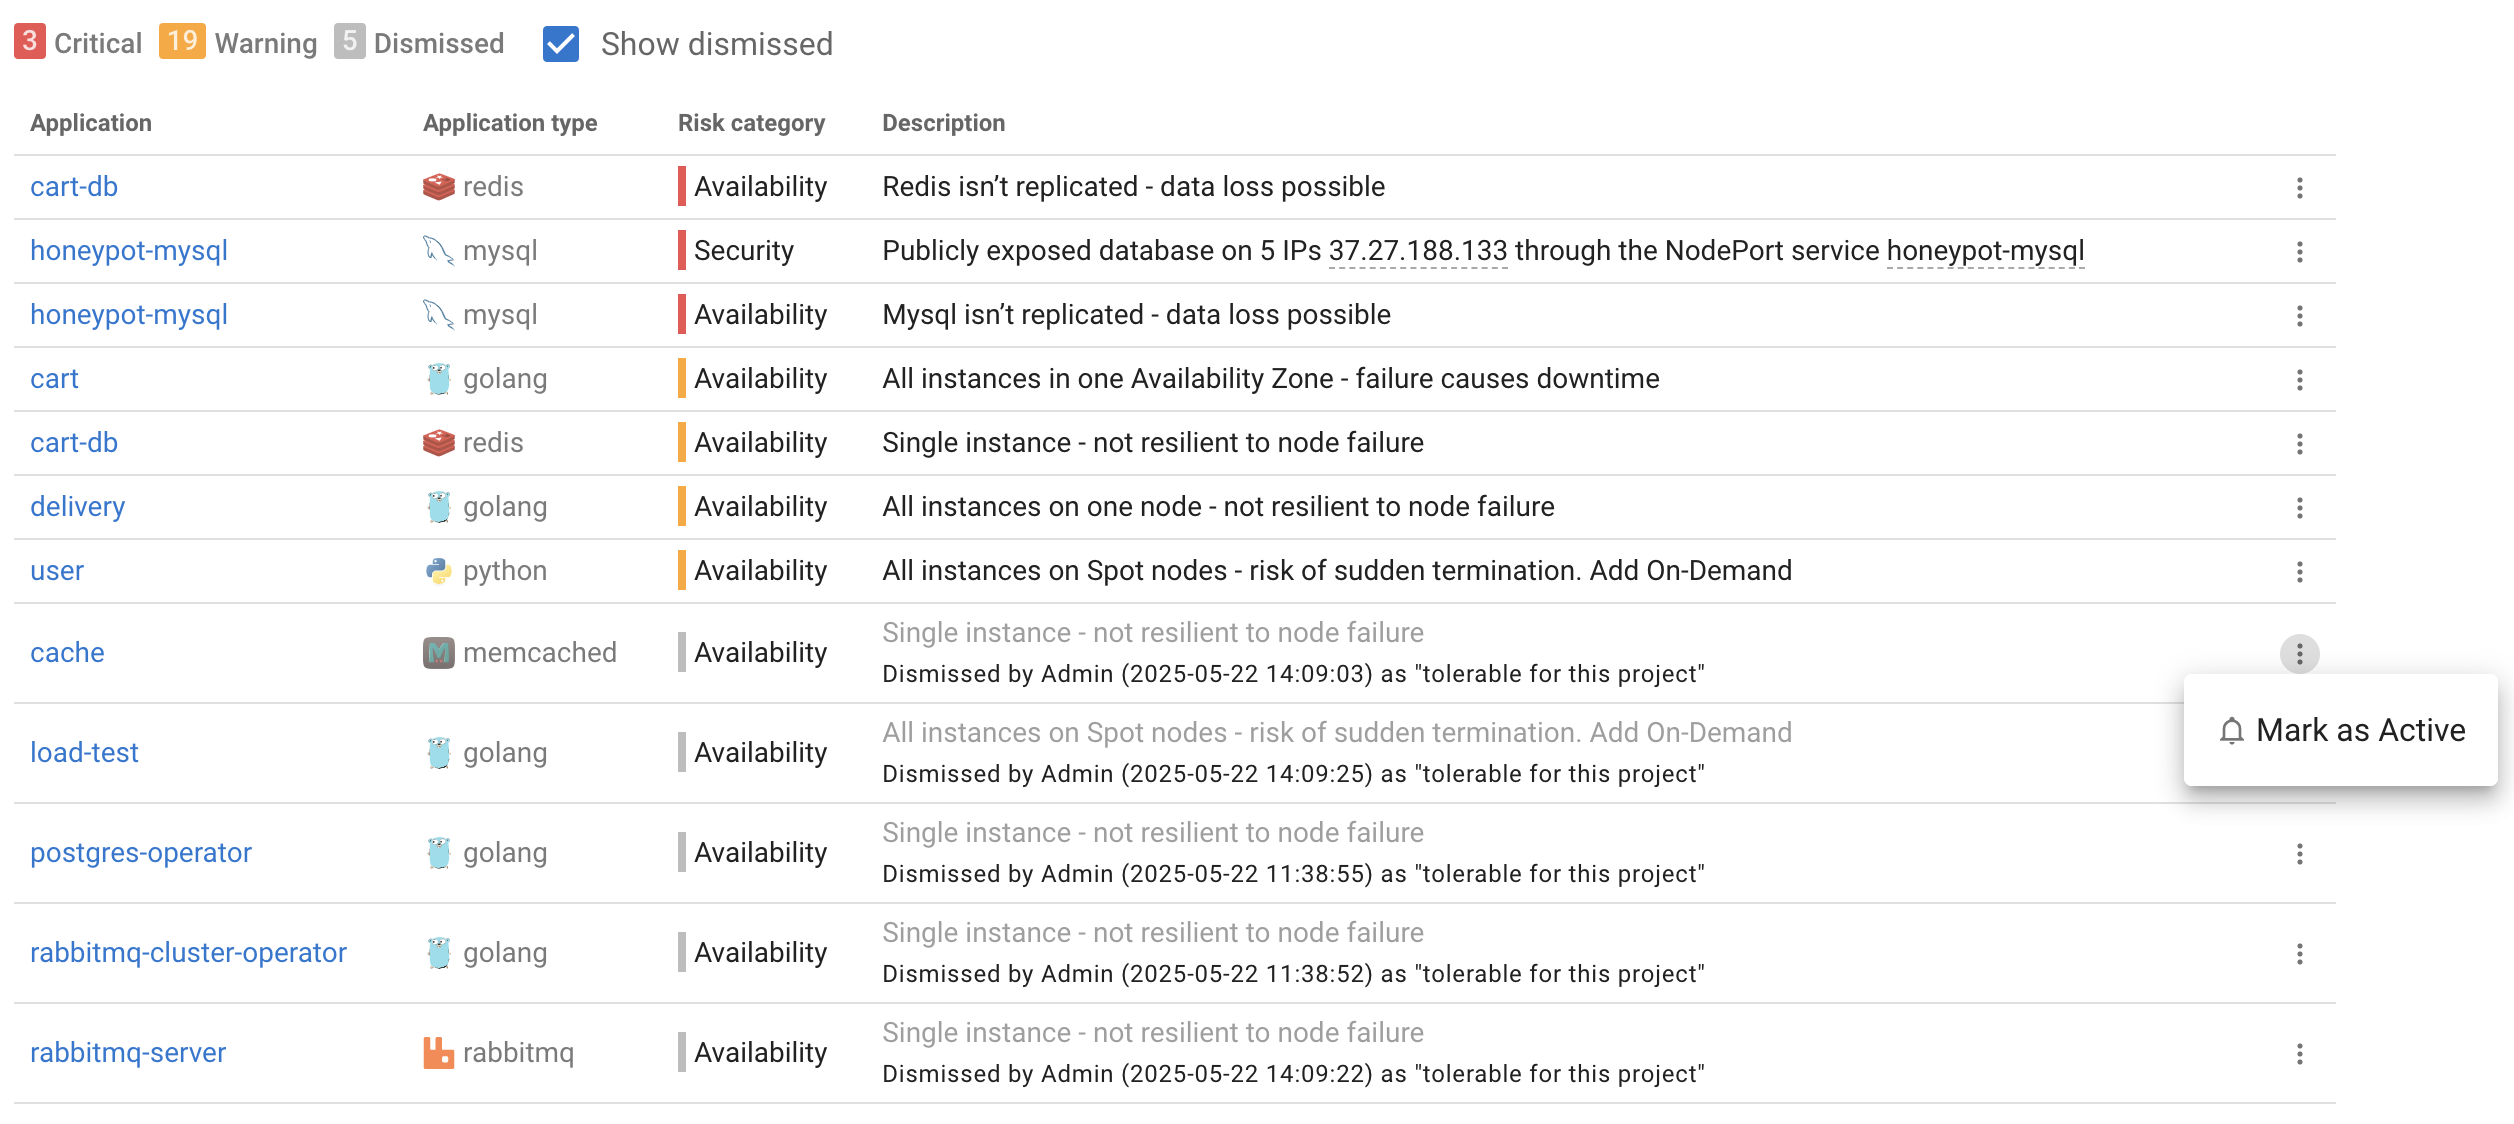 3 Critical 19 Warning 5 Dismissed Show dismissed
Application Application type Risk category Description
cart-db redis Availability Redis isn’t replicated - data loss possible
honeypot-mysql mysql Security Publicly exposed database on 5 IPs 37.27.188.133 through the NodePort service honeypot-mysql
honeypot-mysql mysql Availability Mysql isn’t replicated - data loss possible
cart golang Availability All instances in one Availability Zone - failure causes downtime
cart-db redis Availability Single instance - not resilient to node failure
delivery golang Availability All instances on one node - not resilient to node failure
user python Availability All instances on Spot nodes - risk of sudden termination. Add On-Demand
cache memcached Availability Single instance - not resilient to node failure
Dismissed by Admin (2025-05-22 14:09:03) as "tolerable for this project"
Mark as Active
load-test golang Availability All instances on Spot nodes - risk of sudden termination. Add On-Demand
Dismissed by Admin (2025-05-22 14:09:25) as "tolerable for this project"
postgres-operator golang Availability Single instance - not resilient to node failure
Dismissed by Admin (2025-05-22 11:38:55) as "tolerable for this project"
rabbitmq-cluster-operator golang Availability Single instance - not resilient to node failure
Dismissed by Admin (2025-05-22 11:38:52) as "tolerable for this project"
rabbitmq-server rabbitmq Availability Single instance - not resilient to node failure
Dismissed by Admin (2025-05-22 14:09:22) as "tolerable for this project"